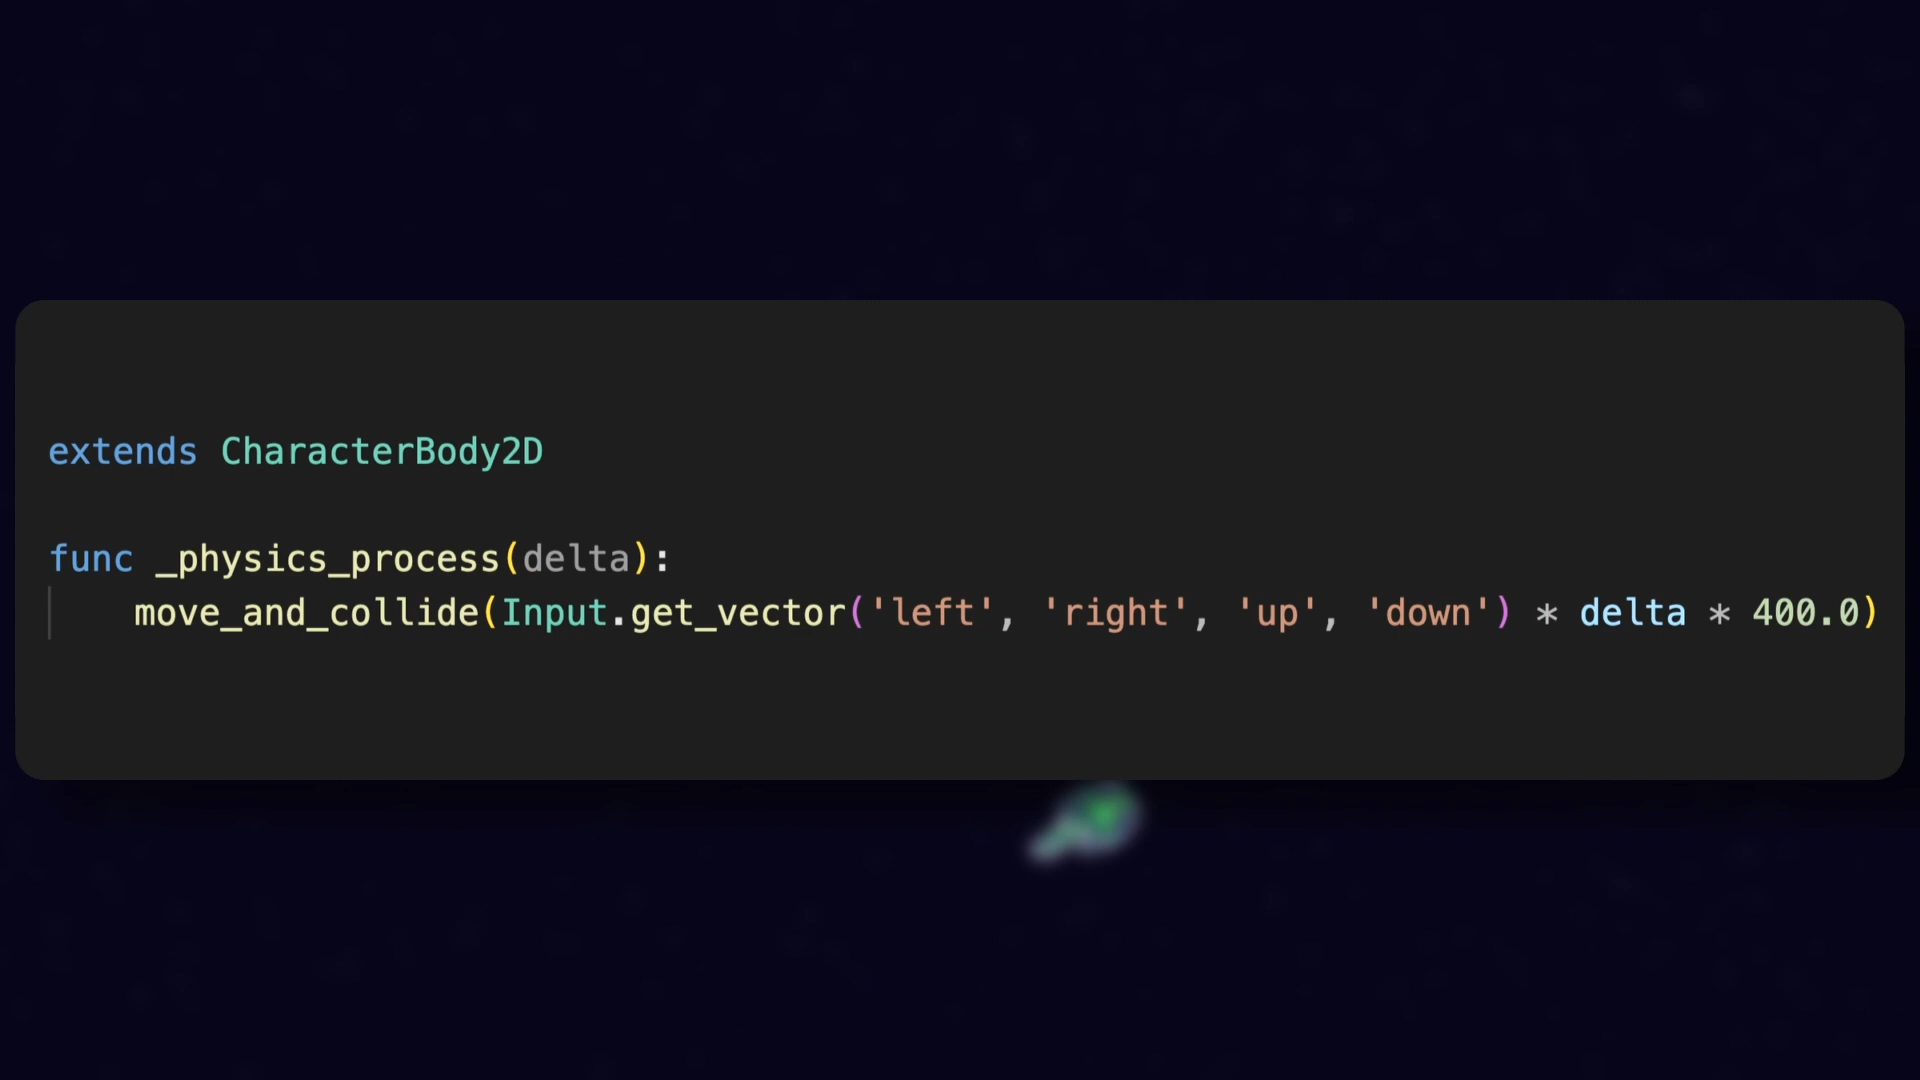 extends CharacterBody2D
func _physics_process(delta):
move_and_collide(Input.get_vector('left', 'right', 'up', 'down') * delta * 400.0)